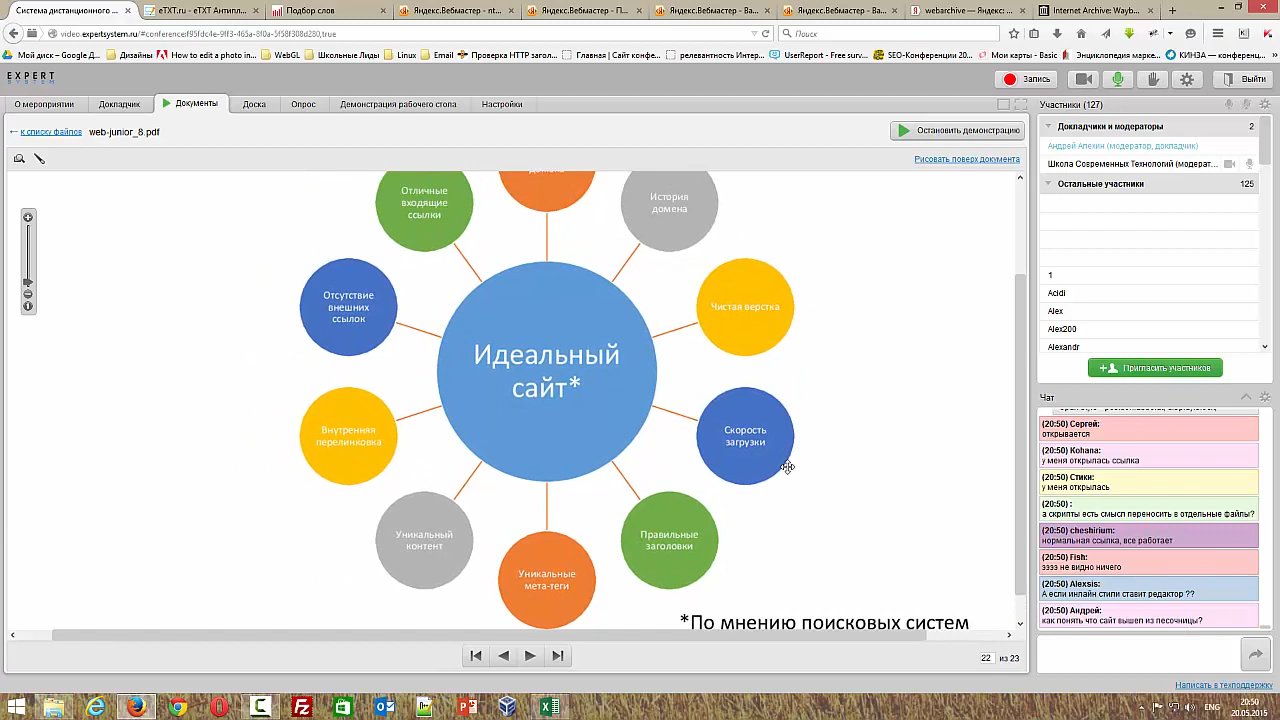 Система дистанционного ...
eTXT.ru - eTXT Антипл...
Подбор слов
Яндекс.Вебмастер - nt...
Яндекс.Вебмастер - П...
Яндекс.Вебмастер - Ва...
Яндекс.Вебмастер - Ва...
webarchive — Яндекс: ...
Internet Archive: Wayb...
video.expertsystem.ru/#conference:f95fdc4e-9ff3-465a-8f0a-5f58f308d280,true
Поиск
Мой диск – Google D...
Дизайны
How to edit a photo in...
WebGL
Школьные Лиды
Linux
Email
Проверка HTTP загол...
Главная | Сайт конфе...
релевентность Интер...
UserReport - Free surv...
SEO-Конференции 20...
Мои карты - Basic
Энциклопедия марке...
КИНЗА — конференц...
EXPERT
SYSTEM
Запись
Выйти
О мероприятии
Докладчик
Документы
Доска
Опрос
Демонстрация рабочего стола
Настройки
Участники (127)
← к списку файлов
web-junior_8.pdf
Остановить демонстрацию
Рисовать поверх документа
Докладчики и модераторы 2
Андрей Алехин (модератор, докладчик)
Школа Современных Технологий (модерат...
Остальные участники 125
1
Acidi
Alex
Alex200
Alexandr
Пригласить участников
Отличные
входящие
ссылки
История
домена
Отсутствие
внешних
ссылок
Чистая верстка
Идеальный
сайт*
Внутренняя
перелинковка
Скорость
загрузки
Уникальный
контент
Правильные
заголовки
Уникальные
мета-теги
*По мнению поисковых систем
Чат
(20:50) Сергей:
открывается
(20:50) Kohana:
у меня открылась ссылка
(20:50) Стики:
у меня открылась
(20:50) :
а скрипты есть смысл переносить в отдельные файлы?
(20:50) cheshirium:
нормальная ссылка, все работает
(20:50) Fish:
ээээ не видно ничего
(20:50) Alexsis:
А если инлайн стили ставит редактор ??
(20:50) Андрей:
как понять что сайт вышел из песочницы?
22 из 23
Написать в техподдержку
ENG
20:50
20.05.2015